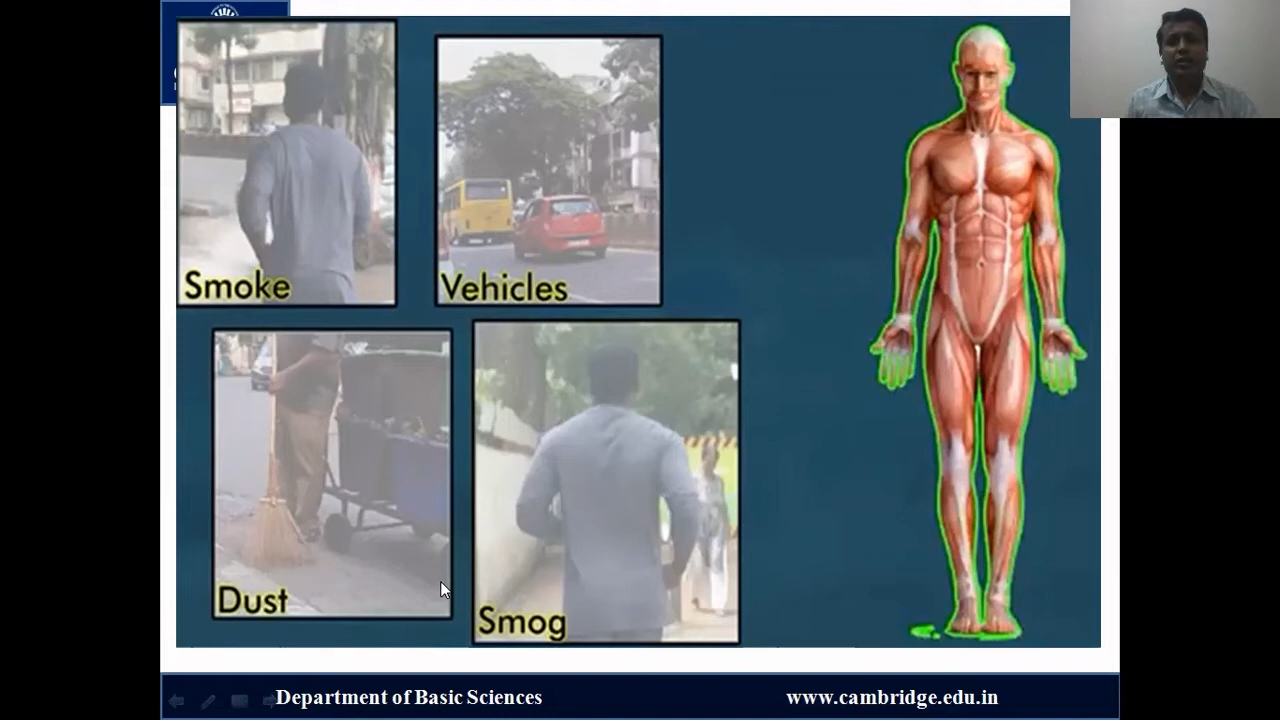 Smoke
Vehicles
Dust
Smog
Department of Basic Sciences
www.cambridge.edu.in